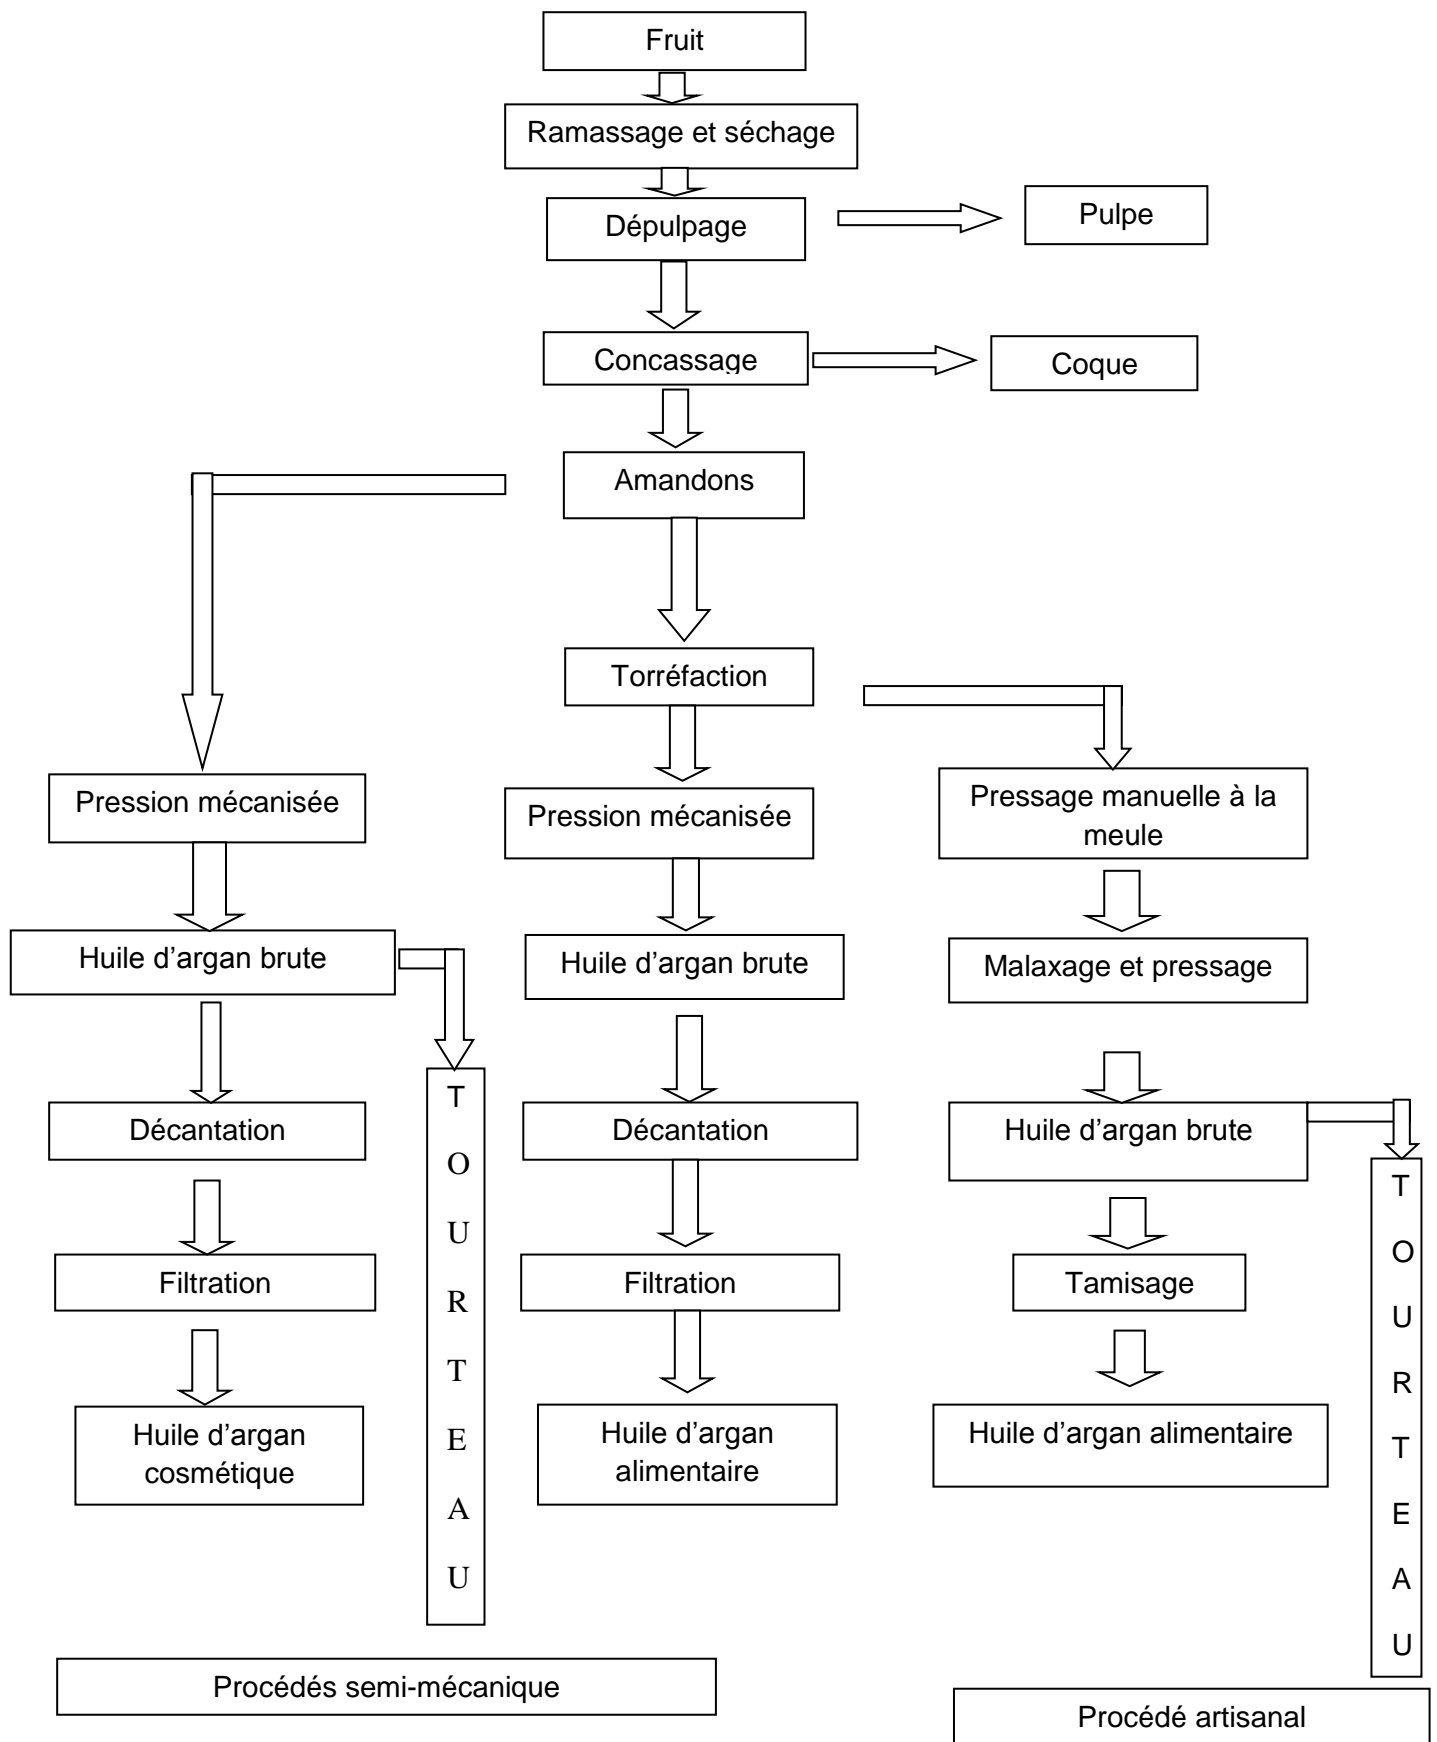 Fruit
Ramassage et séchage
Dépulpage
Pulpe
Concassage
Coque
Amandons
Torréfaction
Pression mécanisée
Pression mécanisée
Pressage manuelle à la
meule
Huile d’argan brute
Huile d’argan brute
Malaxage et pressage
Décantation
Décantation
Huile d’argan brute
T
O
U
R
T
E
A
U
Filtration
Filtration
Tamisage
T
O
U
R
T
E
A
U
Huile d’argan
cosmétique
Huile d’argan
alimentaire
Huile d’argan alimentaire
Procédés semi-mécanique
Procédé artisanal